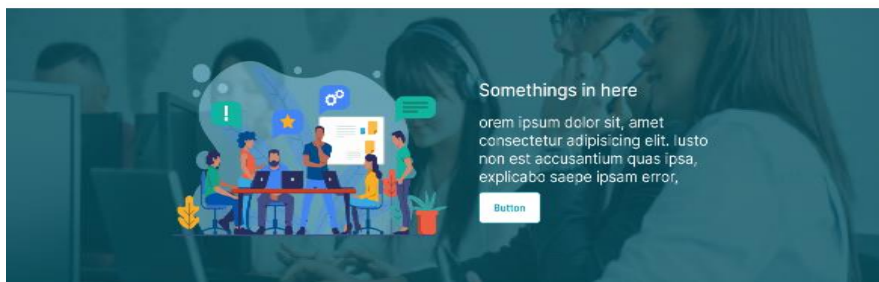 Somethings in here
orem ipsum dolor sit, amet
consectetur adipisicing elit. Iusto
non est accusantium quas ipsa,
explicabo saepe ipsam error,
Button